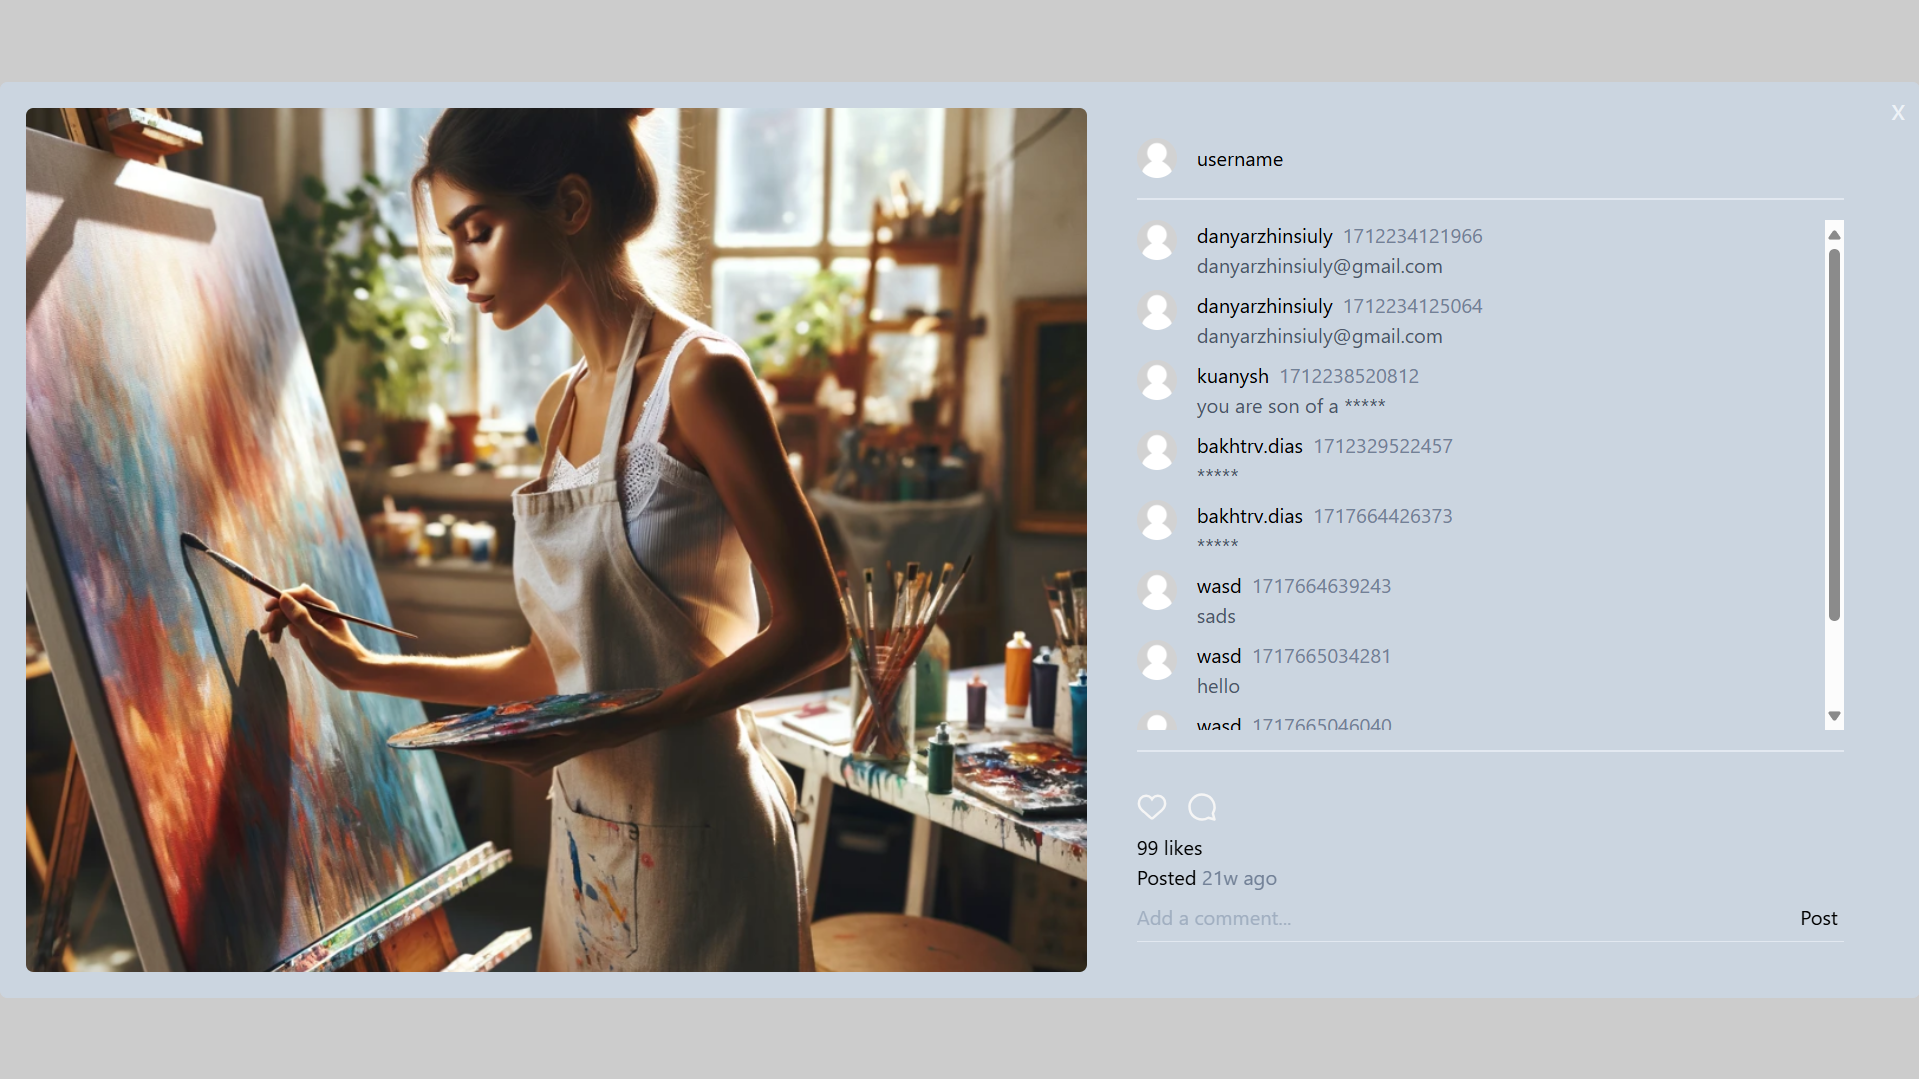 X
username
danyarzhinsiuly 1712234121966
danyarzhinsiuly@gmail.com
danyarzhinsiuly 1712234125064
danyarzhinsiuly@gmail.com
kuanysh 1712238520812
you are son of a *****
bakhtrv.dias 1712329522457
*****
bakhtrv.dias 1717664426373
*****
wasd 1717664639243
sads
wasd 1717665034281
hello
wasd 1717665046040
99 likes
Posted 21w ago
Add a comment...
Post